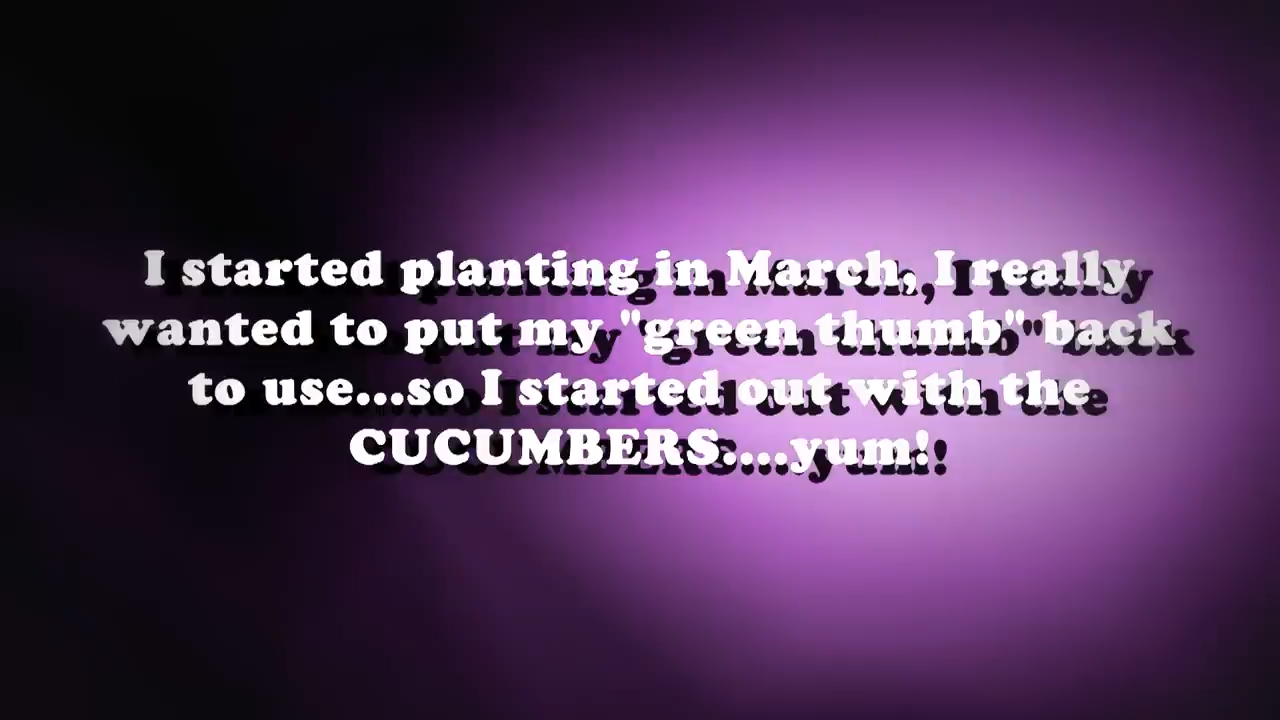 I started planting in March, I really
wanted to put my "green thumb" back
to use...so I started out with the
CUCUMBERS....yum!